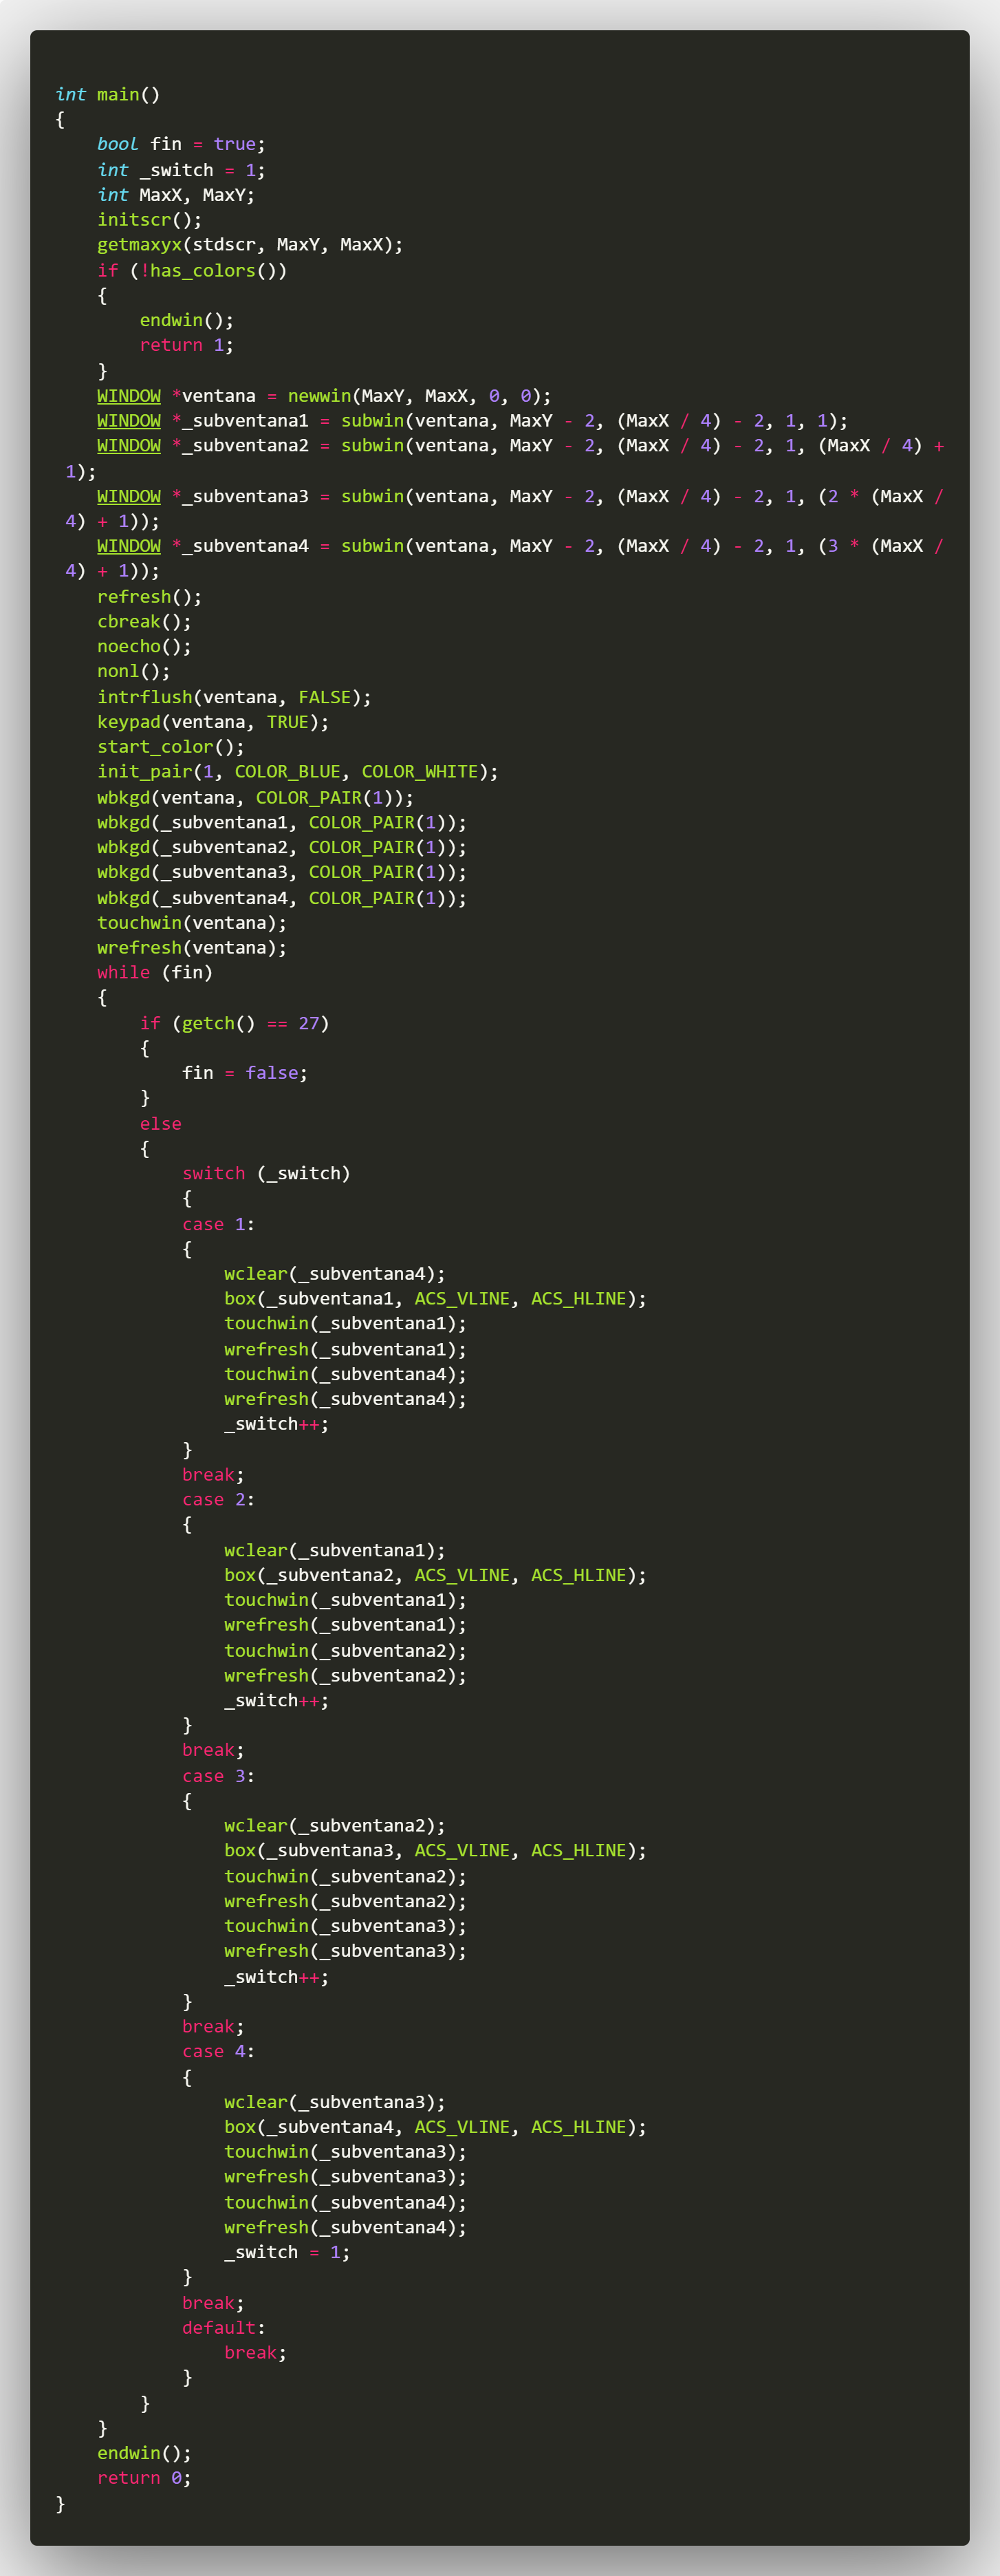 int main()
{
    bool fin = true;
    int _switch = 1;
    int MaxX, MaxY;
    initscr();
    getmaxyx(stdscr, MaxY, MaxX);
    if (!has_colors())
    {
        endwin();
        return 1;
    }
    WINDOW *ventana = newwin(MaxY, MaxX, 0, 0);
    WINDOW *_subventana1 = subwin(ventana, MaxY - 2, (MaxX / 4) - 2, 1, 1);
    WINDOW *_subventana2 = subwin(ventana, MaxY - 2, (MaxX / 4) - 2, 1, (MaxX / 4) +
 1);
    WINDOW *_subventana3 = subwin(ventana, MaxY - 2, (MaxX / 4) - 2, 1, (2 * (MaxX /
 4) + 1));
    WINDOW *_subventana4 = subwin(ventana, MaxY - 2, (MaxX / 4) - 2, 1, (3 * (MaxX /
 4) + 1));
    refresh();
    cbreak();
    noecho();
    nonl();
    intrflush(ventana, FALSE);
    keypad(ventana, TRUE);
    start_color();
    init_pair(1, COLOR_BLUE, COLOR_WHITE);
    wbkgd(ventana, COLOR_PAIR(1));
    wbkgd(_subventana1, COLOR_PAIR(1));
    wbkgd(_subventana2, COLOR_PAIR(1));
    wbkgd(_subventana3, COLOR_PAIR(1));
    wbkgd(_subventana4, COLOR_PAIR(1));
    touchwin(ventana);
    wrefresh(ventana);
    while (fin)
    {
        if (getch() == 27)
        {
            fin = false;
        }
        else
        {
            switch (_switch)
            {
            case 1:
            {
                wclear(_subventana4);
                box(_subventana1, ACS_VLINE, ACS_HLINE);
                touchwin(_subventana1);
                wrefresh(_subventana1);
                touchwin(_subventana4);
                wrefresh(_subventana4);
                _switch++;
            }
            break;
            case 2:
            {
                wclear(_subventana1);
                box(_subventana2, ACS_VLINE, ACS_HLINE);
                touchwin(_subventana1);
                wrefresh(_subventana1);
                touchwin(_subventana2);
                wrefresh(_subventana2);
                _switch++;
            }
            break;
            case 3:
            {
                wclear(_subventana2);
                box(_subventana3, ACS_VLINE, ACS_HLINE);
                touchwin(_subventana2);
                wrefresh(_subventana2);
                touchwin(_subventana3);
                wrefresh(_subventana3);
                _switch++;
            }
            break;
            case 4:
            {
                wclear(_subventana3);
                box(_subventana4, ACS_VLINE, ACS_HLINE);
                touchwin(_subventana3);
                wrefresh(_subventana3);
                touchwin(_subventana4);
                wrefresh(_subventana4);
                _switch = 1;
            }
            break;
            default:
                break;
            }
        }
    }
    endwin();
    return 0;
}